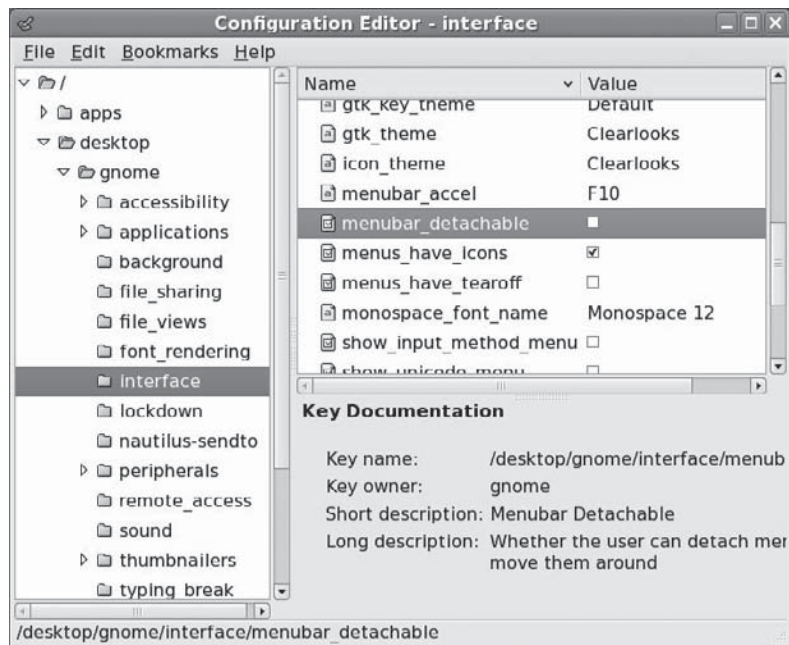 Configuration Editor - interface
File Edit Bookmarks Help
/
apps
desktop
gnome
accessibility
applications
background
file_sharing
file_views
font_rendering
interface
lockdown
nautilus-sendto
peripherals
remote_access
sound
thumbnailers
typing_break
Name Value
gtk_key_theme Default
gtk_theme Clearlooks
icon_theme Clearlooks
menubar_accel F10
menubar_detachable
menus_have_icons
menus_have_tearoff
monospace_font_name Monospace 12
show_input_method_menu
show_unicode_menu
Key Documentation
Key name: /desktop/gnome/interface/menub
Key owner: gnome
Short description: Menubar Detachable
Long description: Whether the user can detach mer
move them around
/desktop/gnome/interface/menubar_detachable